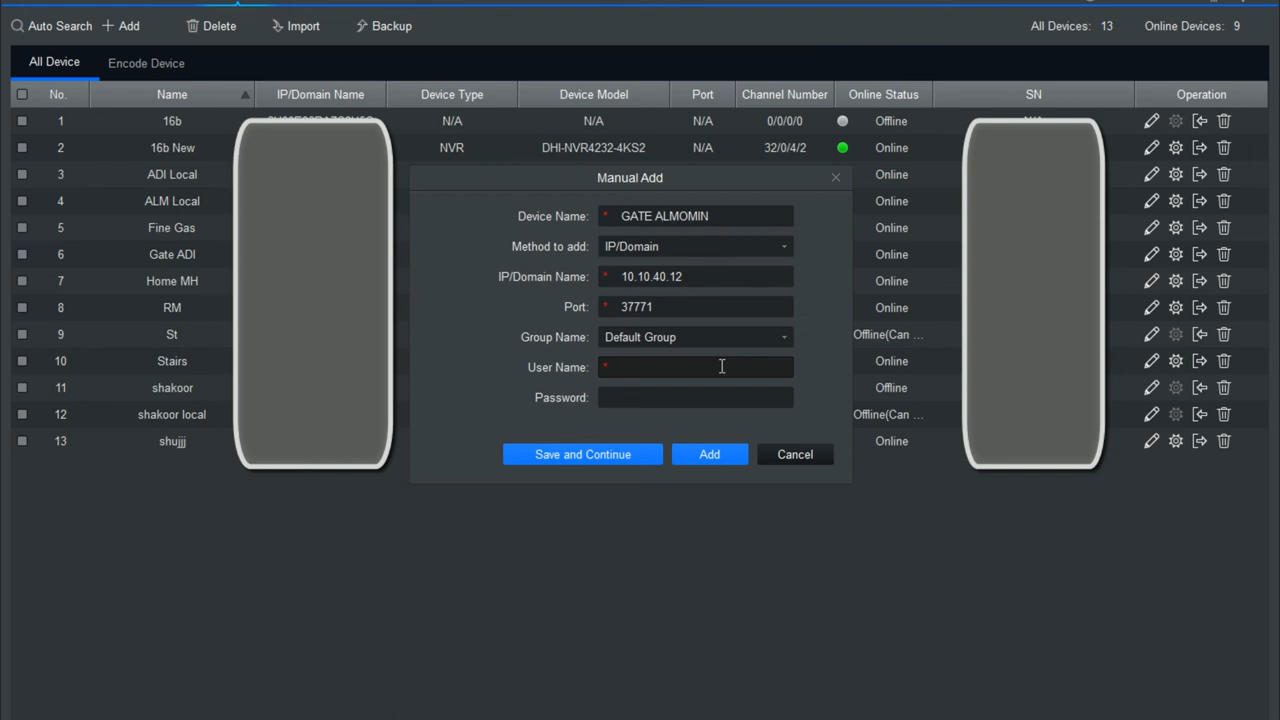 Auto Search + Add Delete Import Backup All Devices: 13 Online Devices: 9
All Device Encode Device
No. Name IP/Domain Name Device Type Device Model Port Channel Number Online Status SN Operation
1 16b N/A N/A N/A 0/0/0/0 Offline
2 16b New NVR DHI-NVR4232-4KS2 N/A 32/0/4/2 Online
3 ADI Local Online
4 ALM Local Online
5 Fine Gas Online
6 Gate ADI Online
7 Home MH Online
8 RM Online
9 St Offline(Can ...
10 Stairs Online
11 shakoor Offline
12 shakoor local Offline(Can ...
13 shujjj Online
Manual Add
Device Name: * GATE ALMOMIN
Method to add: IP/Domain
IP/Domain Name: * 10.10.40.12
Port: * 37771
Group Name: Default Group
User Name: *
Password:
Save and Continue Add Cancel